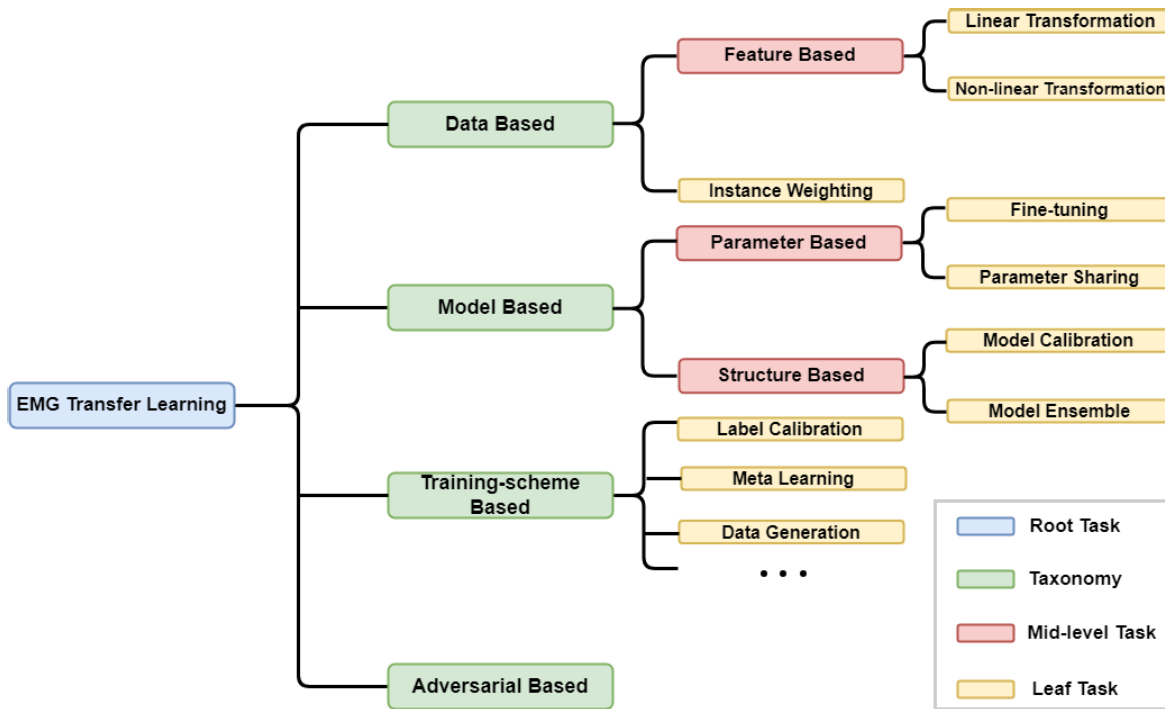 Linear Transformation
Feature Based
Non-linear Transformation
Data Based
Instance Weighting
Fine-tuning
Parameter Based
Parameter Sharing
Model Based
Model Calibration
Structure Based
Model Ensemble
EMG Transfer Learning
Label Calibration
Meta Learning
Training-scheme
Based
Data Generation
• • •
Adversarial Based
Root Task
Taxonomy
Mid-level Task
Leaf Task